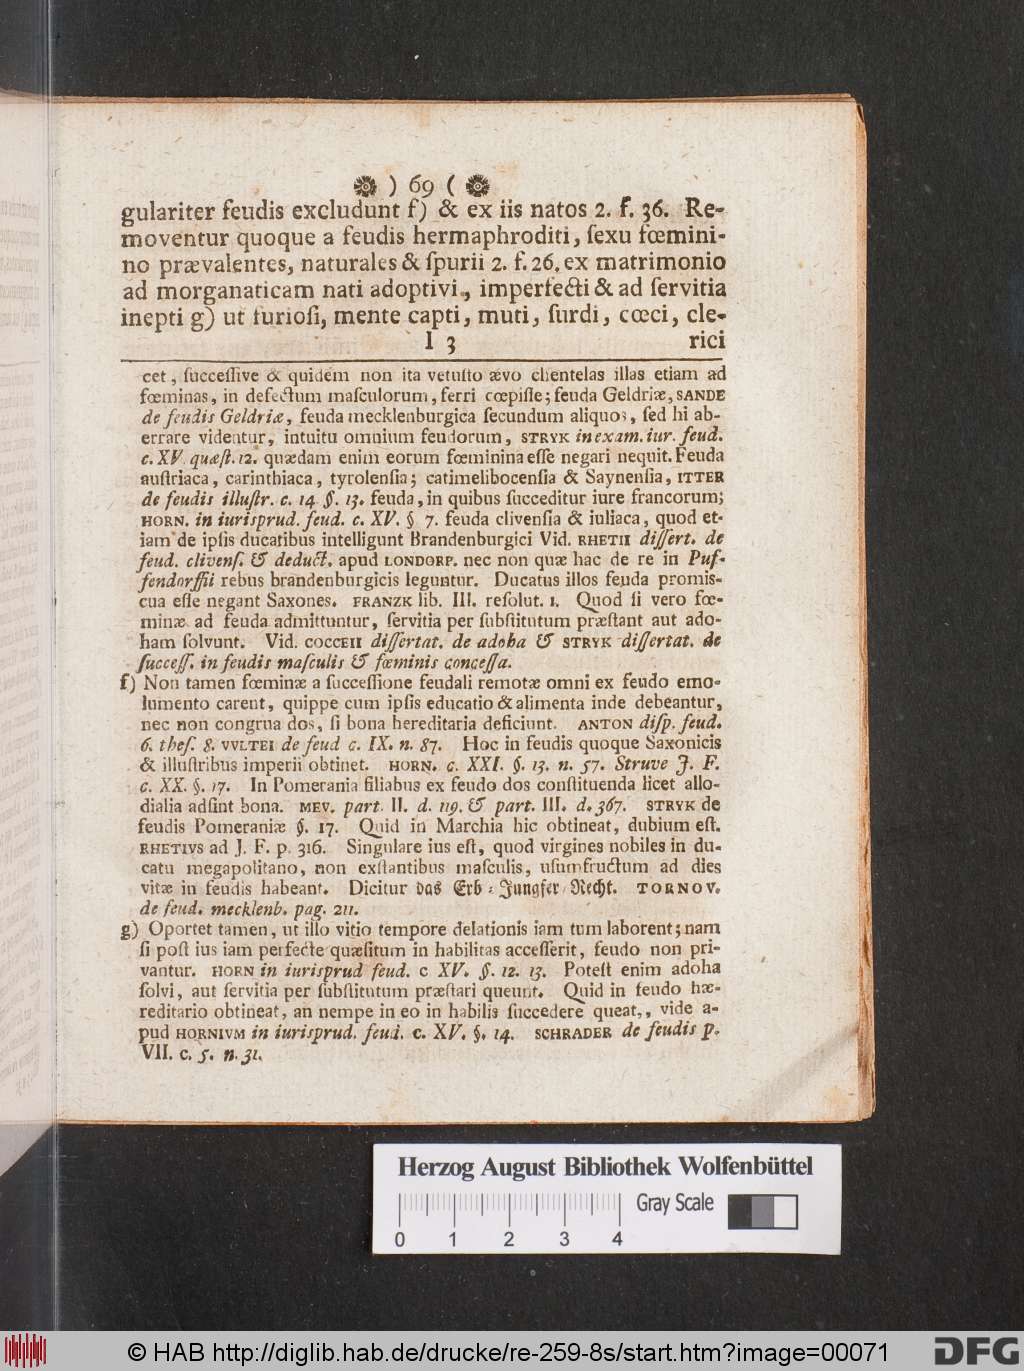 ) 69 (
gulariter feudis excludunt f) & ex iis natos 2. f. 36. Re-
moventur quoque a feudis hermaphroditi, ſexu fœmini-
no prævalentes, naturales & ſpurii 2. f. 26. ex matrimonio
ad morganaticam nati adoptivi, imperfecti & ad ſervitia
inepti g) ut furioſi, mente capti, muti, ſurdi, cœci, cle-
I 3 rici
cet, ſucceſſive & quidem non ita vetuſto ævo clientelas illas etiam ad
fœminas, in defectum maſculorum, ferri cœpiſſe; feuda Geldriæ, SANDE
de feudis Geldriæ, feuda mecklenburgica ſecundum aliquos, ſed hi ab-
errare videntur, intuitu omnium feudorum, STRYK in exam. iur. feud.
c. XV quæſt. 12. quædam enim eorum fœminina eſſe negari nequit. Feuda
auſtriaca, carinthiaca, tyrolenſia; catimelibocenſia & Saynenſia, ITTER
de feudis illuſtr. c. 14 §. 13. feuda, in quibus ſucceditur iure francorum;
HORN. in iurisprud. feud. c. XV. § 7. feuda clivenſia & iuliaca, quod et-
iam de ipſis ducatibus intelligunt Brandenburgici Vid. RHETII diſſert. de
feud. clivenſ. & deduct. apud LONDORP. nec non quæ hac de re in Puf-
fendorffii rebus brandenburgicis leguntur. Ducatus illos feuda promis-
cua eſſe negant Saxones. FRANZK lib. III. reſolut. 1. Quod ſi vero fœ-
minæ ad feuda admittuntur, ſervitia per ſubſtitutum præſtant aut ado-
ham ſolvunt. Vid. COCCEII diſſertat. de adoha & STRYK diſſertat. de
ſucceſſ. in feudis maſculis & fœminis conceſſa.
f) Non tamen fœminæ a ſucceſſione feudali remotæ omni ex feudo emo-
lumento carent, quippe cum ipſis educatio & alimenta inde debeantur,
nec non congrua dos, ſi bona hereditaria deficiunt. ANTON diſp. feud.
6. theſ. 8. VVLTEI de feud c. IX. n. 87. Hoc in feudis quoque Saxonicis
& illuſtribus imperii obtinet. HORN. c. XXI. §. 13. n. 57. Struve J. F.
c. XX. §. 17. In Pomerania filiabus ex feudo dos conſtituenda licet allo-
dialia adſint bona. MEV. part. II. d. 119. & part. III. d. 367. STRYK de
feudis Pomeraniæ §. 17. Quid in Marchia hic obtineat, dubium eſt.
RHETIVS ad J. F. p. 316. Singulare ius eſt, quod virgines nobiles in du-
catu megapolitano, non exſtantibus maſculis, uſumfructum ad dies
vitæ in feudis habeant. Dicitur das Erb-Jungfer-Recht. TORNOV.
de feud. mecklenb. pag. 211.
g) Oportet tamen, ut illo vitio tempore delationis iam tum laborent; nam
ſi poſt ius iam perfecte quæſitum in habilitas acceſſerit, feudo non pri-
vantur. HORN in iurisprud feud. c XV. §. 12. 13. Poteſt enim adoha
ſolvi, aut ſervitia per ſubſtitutum præſtari queunt. Quid in feudo hæ-
reditario obtineat, an nempe in eo in habilis ſuccedere queat,, vide a-
pud HORNIVM in iurisprud. feud. c. XV. §. 14. SCHRADER de feudis p.
VII. c. 5. n. 31.
Herzog August Bibliothek Wolfenbüttel
Gray Scale
0 1 2 3 4
© HAB http://diglib.hab.de/drucke/re-259-8s/start.htm?image=00071
DFG